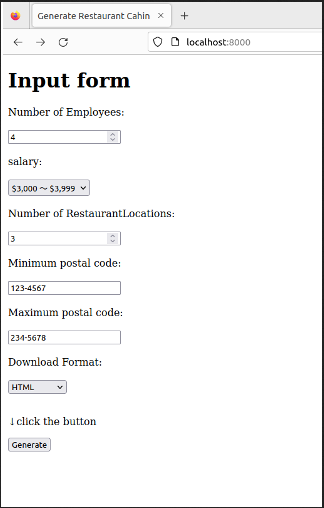 Generate Restaurant Cahin
localhost:8000
Input form
Number of Employees:
4
salary:
$3,000 ～ $3,999
Number of RestaurantLocations:
3
Minimum postal code:
123-4567
Maximum postal code:
234-5678
Download Format:
HTML
↓click the button
Generate